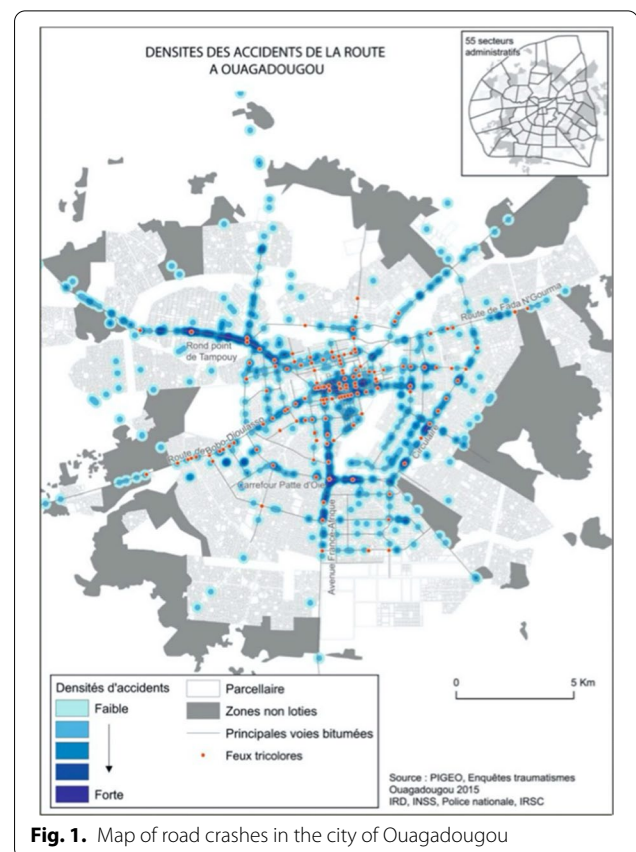 DENSITES DES ACCIDENTS DE LA ROUTE
A OUAGADOUGOU
55 secteurs
administratifs
Route de Fada N'Gourma
Rond point
de Tampouy
Route de Bobo-Dioulasso
Circulaire
Carrefour Patte d'Oie
Avenue France-Afrique
Densités d'accidents
Faible
Forte
Parcellaire
Zones non loties
Principales voies bitumées
Feux tricolores
0 5 Km
Source : PIGEO, Enquêtes traumatismes
Ouagadougou 2015
IRD, INSS, Police nationale, IRSC
Fig. 1. Map of road crashes in the city of Ouagadougou